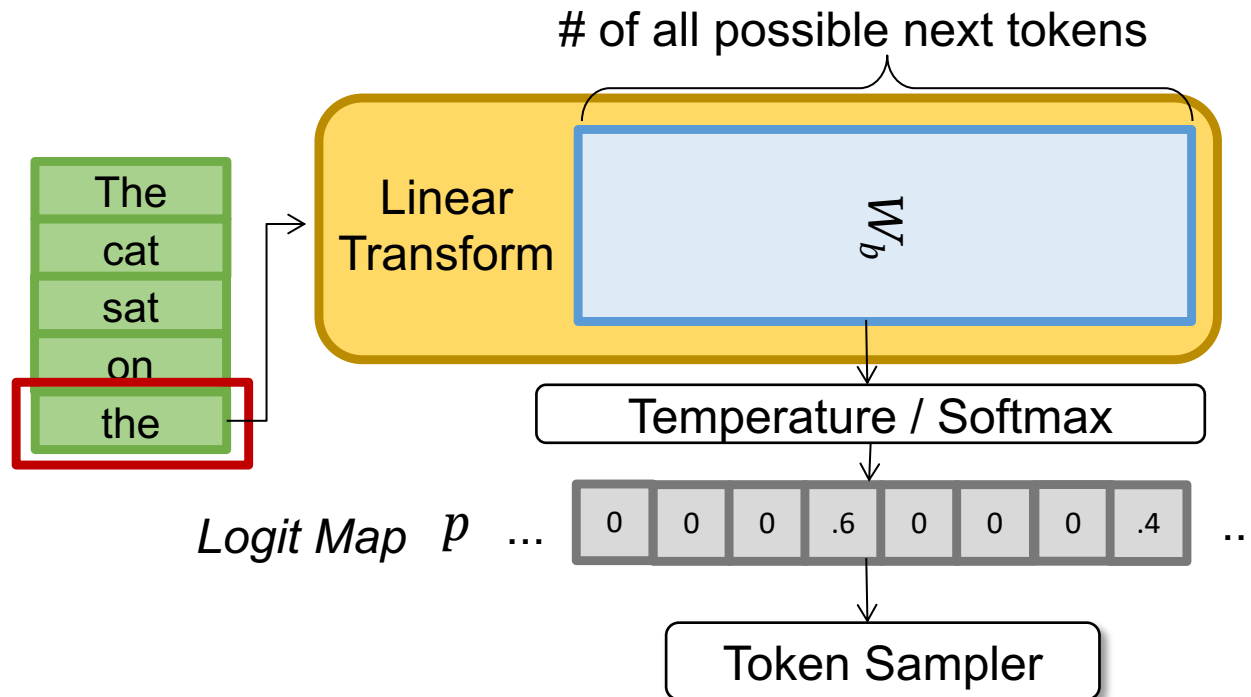 # of all possible next tokens
The
cat
sat
on
the
Linear
Transform
W_b
Temperature / Softmax
Logit Map p ... 0 0 0 .6 0 0 0 .4 ..
Token Sampler